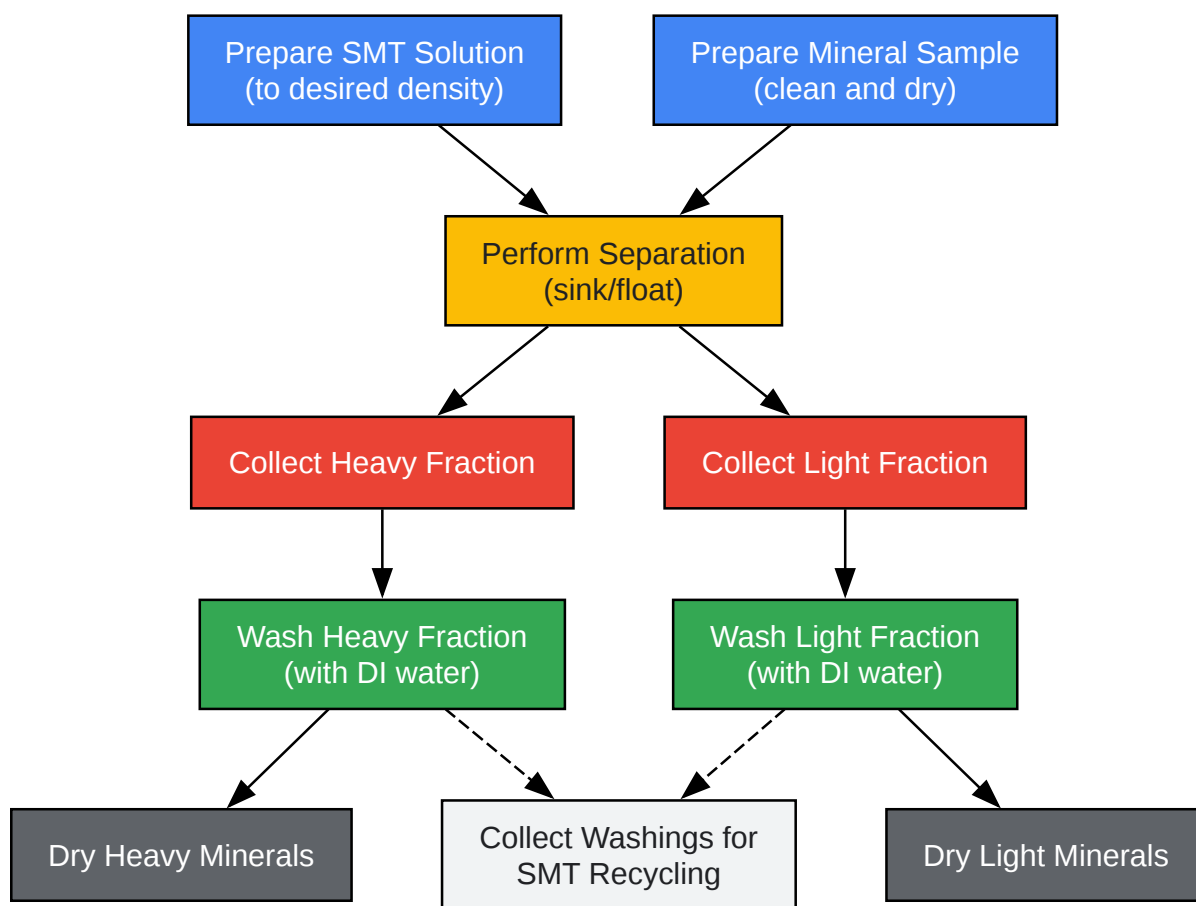 Prepare SMT Solution
(to desired density)
Prepare Mineral Sample
(clean and dry)
Perform Separation
(sink/float)
Collect Heavy Fraction
Collect Light Fraction
Wash Heavy Fraction
(with DI water)
Wash Light Fraction
(with DI water)
Dry Heavy Minerals
Collect Washings for
SMT Recycling
Dry Light Minerals